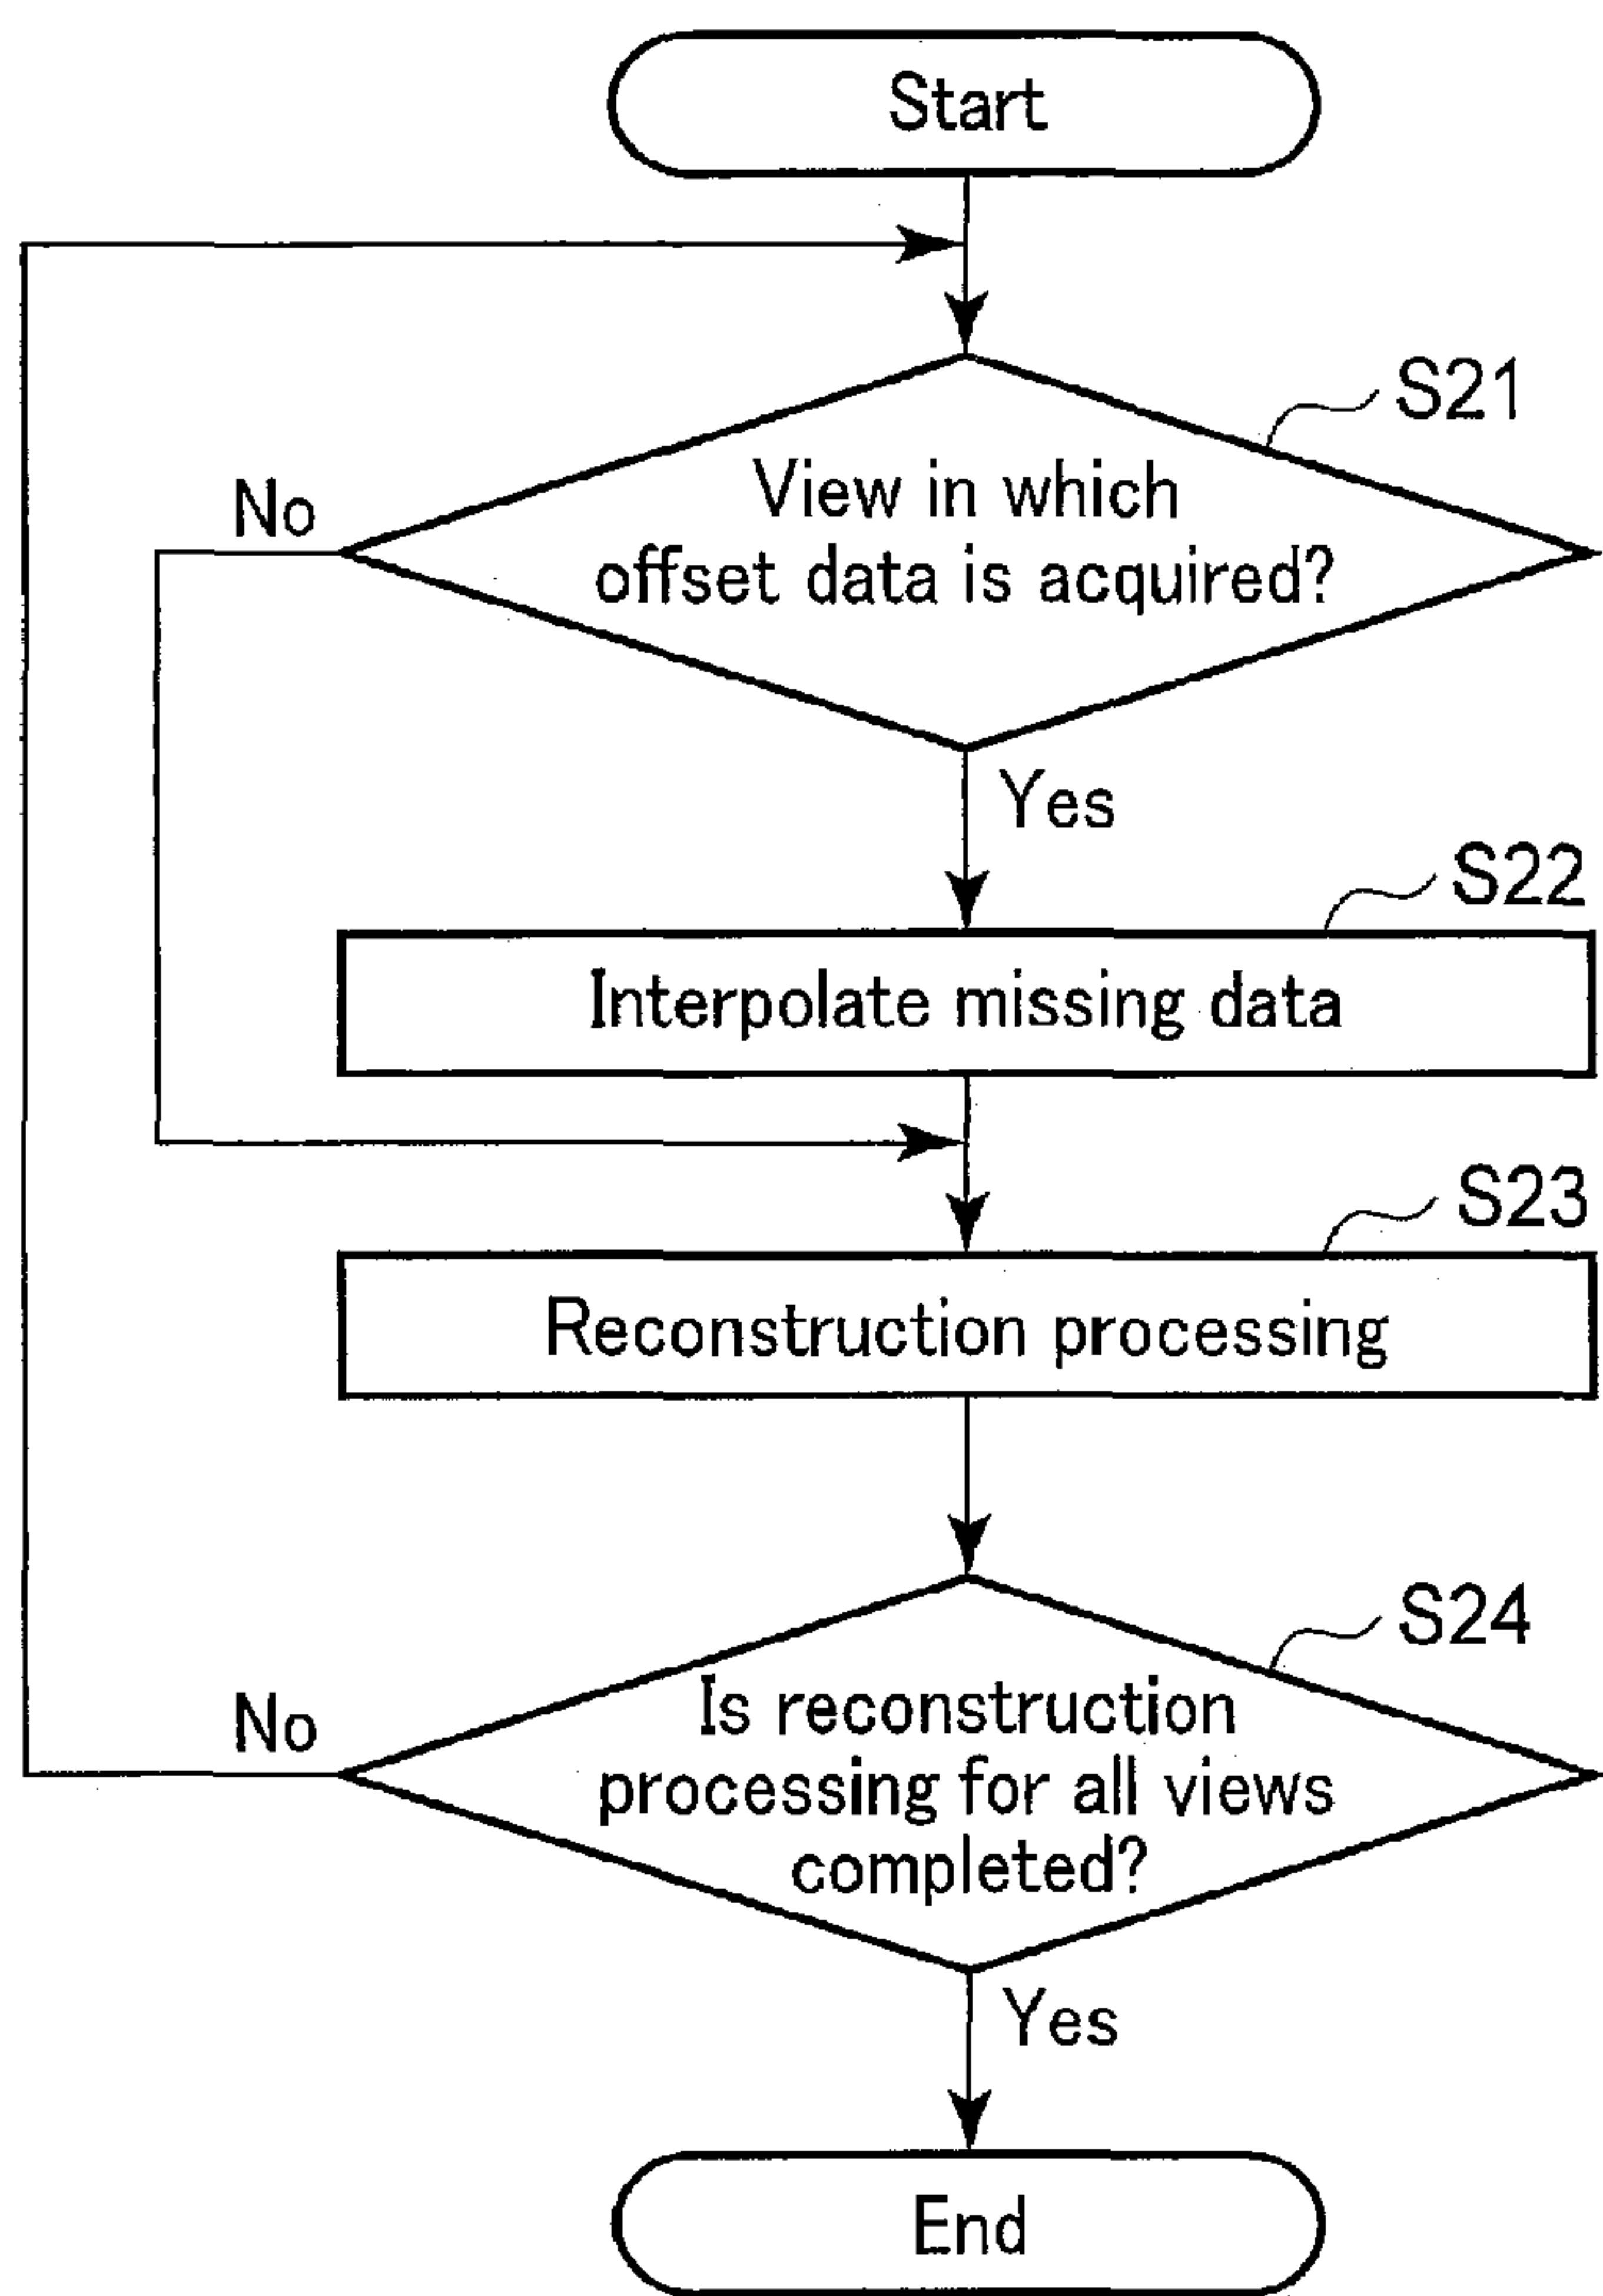 Start
S21
View in which
No
offset data is acquired?
Yes
S22
Interpolate missing data
S23
Reconstruction processing
S24
Is reconstruction
No
processing for all views
completed?
Yes
End